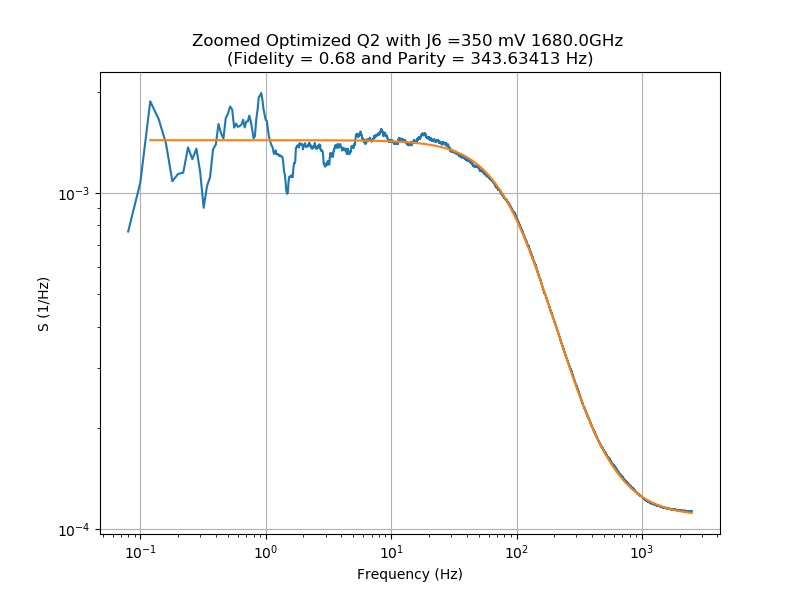 Zoomed Optimized Q2 with J6 =350 mV 1680.0GHz
(Fidelity = 0.68 and Parity = 343.63413 Hz)
S (1/Hz)
10⁻³
10⁻⁴
10⁻¹ 10⁰ 10¹ 10² 10³
Frequency (Hz)